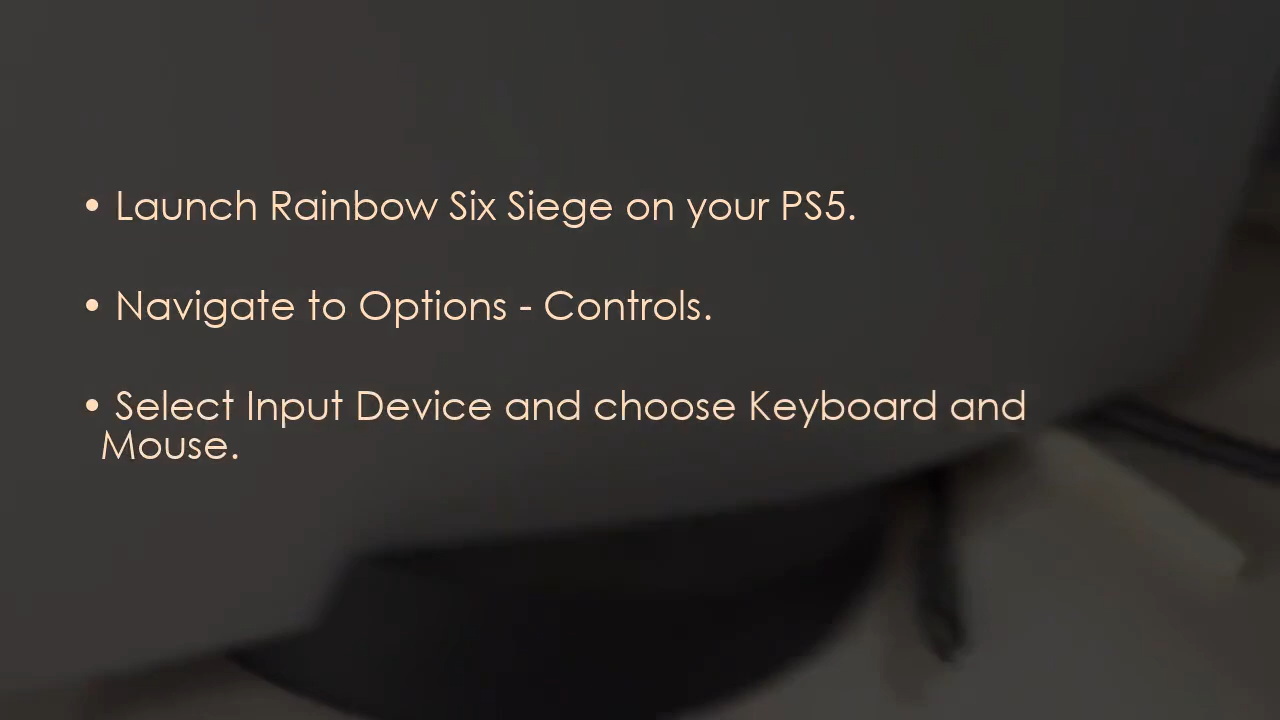 • Launch Rainbow Six Siege on your PS5.
• Navigate to Options - Controls.
• Select Input Device and choose Keyboard and
Mouse.